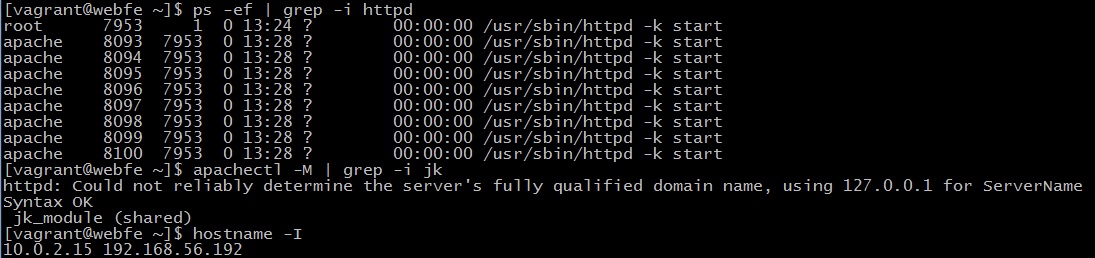 [vagrant@webfe ~]$ ps -ef | grep -i httpd
root      7953     1  0 13:24 ?        00:00:00 /usr/sbin/httpd -k start
apache    8093  7953  0 13:28 ?        00:00:00 /usr/sbin/httpd -k start
apache    8094  7953  0 13:28 ?        00:00:00 /usr/sbin/httpd -k start
apache    8095  7953  0 13:28 ?        00:00:00 /usr/sbin/httpd -k start
apache    8096  7953  0 13:28 ?        00:00:00 /usr/sbin/httpd -k start
apache    8097  7953  0 13:28 ?        00:00:00 /usr/sbin/httpd -k start
apache    8098  7953  0 13:28 ?        00:00:00 /usr/sbin/httpd -k start
apache    8099  7953  0 13:28 ?        00:00:00 /usr/sbin/httpd -k start
apache    8100  7953  0 13:28 ?        00:00:00 /usr/sbin/httpd -k start
[vagrant@webfe ~]$ apachectl -M | grep -i jk
httpd: Could not reliably determine the server's fully qualified domain name, using 127.0.0.1 for ServerName
Syntax OK
 jk_module (shared)
[vagrant@webfe ~]$ hostname -I
10.0.2.15 192.168.56.192